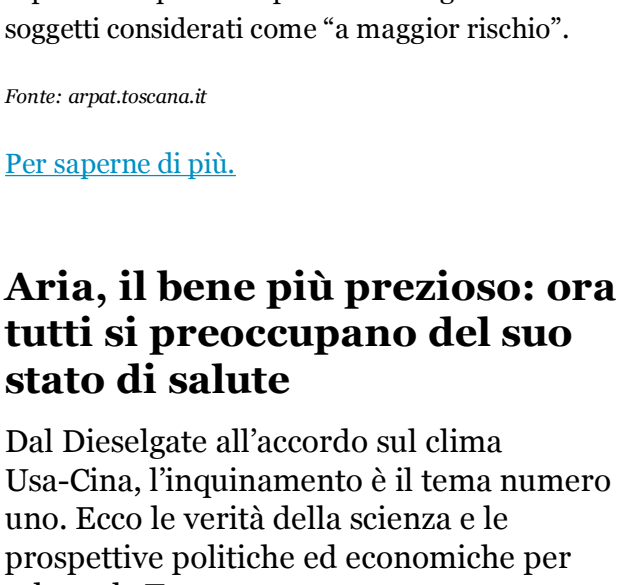 soggetti considerati come “a maggior rischio”.
Fonte: arpat.toscana.it
Per saperne di più.
Aria, il bene più prezioso: ora
tutti si preoccupano del suo
stato di salute
Dal Dieselgate all’accordo sul clima
Usa-Cina, l’inquinamento è il tema numero
uno. Ecco le verità della scienza e le
prospettive politiche ed economiche per